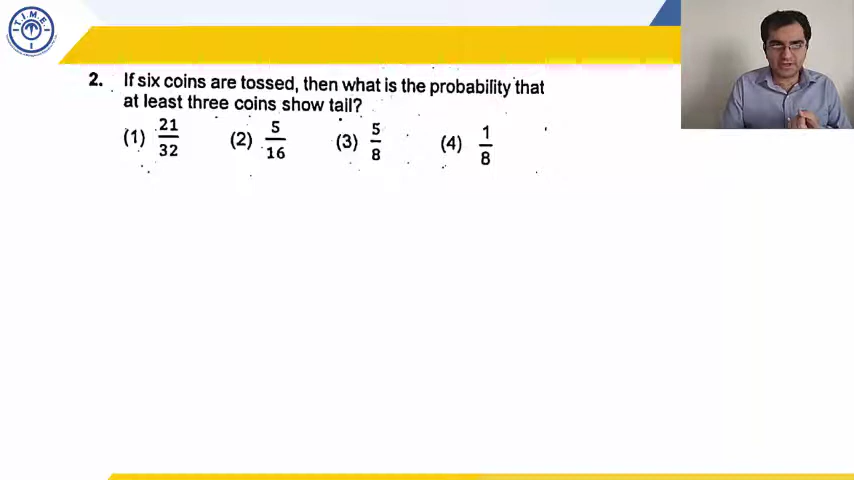 T.I.M.E.
2. If six coins are tossed, then what is the probability that
at least three coins show tail?
(1) 21/32 (2) 5/16 (3) 5/8 (4) 1/8